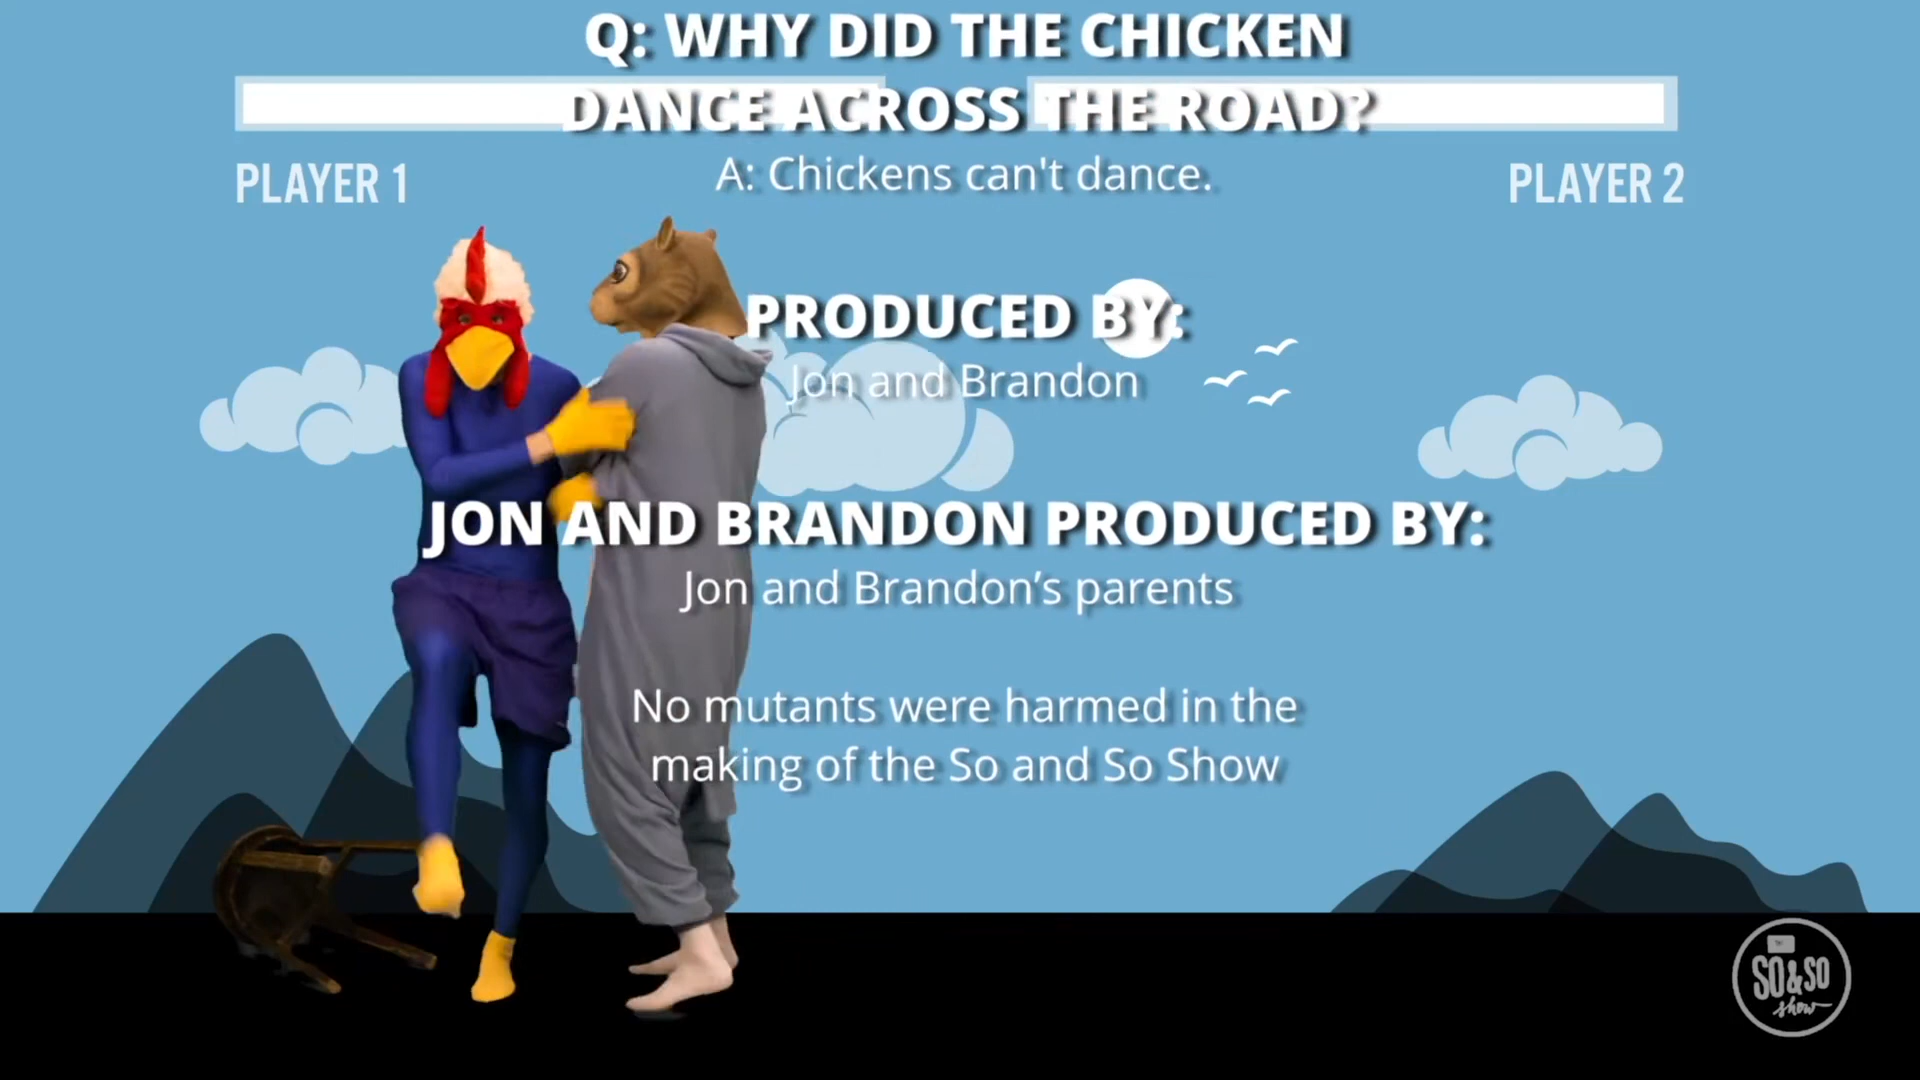 Q: WHY DID THE CHICKEN
DANCE ACROSS THE ROAD?
A: Chickens can't dance.
PLAYER 1
PLAYER 2
PRODUCED BY:
Jon and Brandon
JON AND BRANDON PRODUCED BY:
Jon and Brandon’s parents
No mutants were harmed in the
making of the So and So Show
SO&SO
show